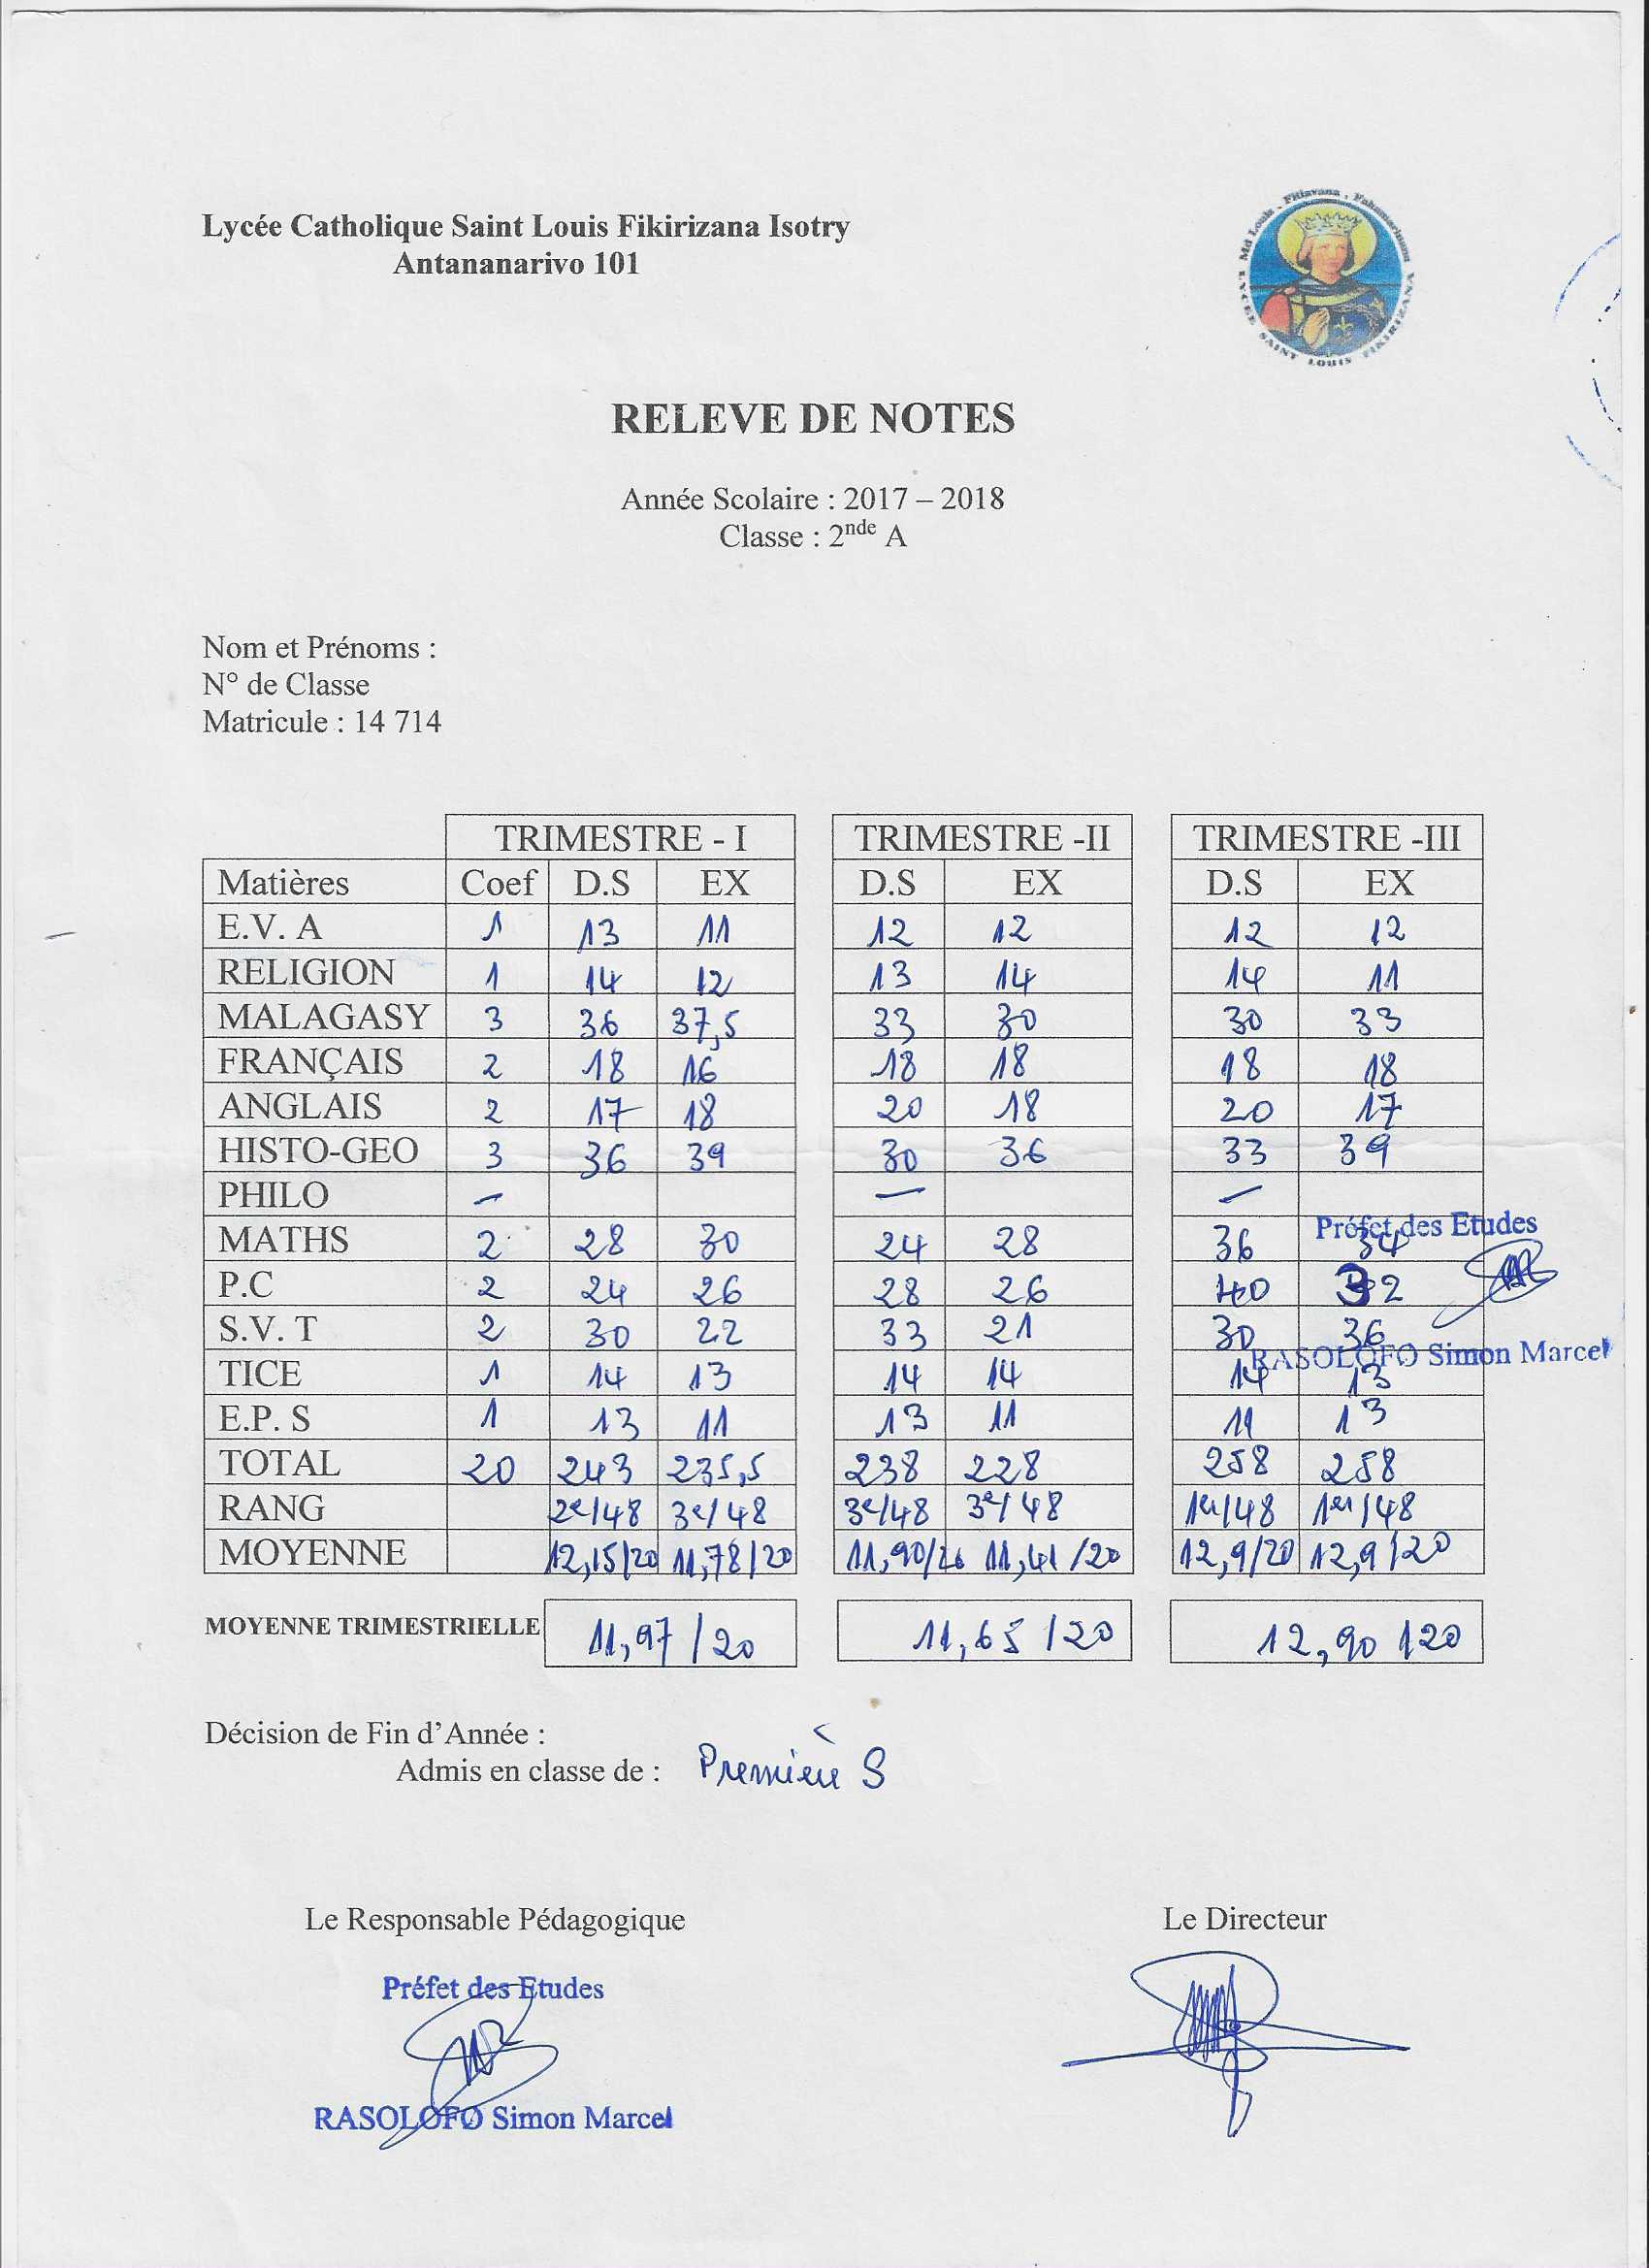 Lycée Catholique Saint Louis Fikirizana Isotry
Antananarivo 101
LYCEE SAINT LOUIS FIKIRIZANA
RELEVE DE NOTES
Année Scolaire : 2017 – 2018
Classe : 2nde A
Nom et Prénoms :
N° de Classe
Matricule : 14 714
TRIMESTRE - I TRIMESTRE -II TRIMESTRE -III
Matières Coef D.S EX D.S EX D.S EX
E.V. A 1 13 11 12 12 12 12
RELIGION 1 14 12 13 14 14 11
MALAGASY 3 36 37,5 33 30 30 33
FRANÇAIS 2 18 16 18 18 18 18
ANGLAIS 2 17 18 20 18 20 17
HISTO-GEO 3 36 39 30 36 33 39
PHILO — — —
MATHS 2 28 30 24 28 36 34
Préfet des Etudes
P.C 2 24 26 28 26 40 32
S.V. T 2 30 22 33 21 30 36
RASOLOFO Simon Marcel
TICE 1 14 13 14 14 14 13
E.P. S 1 13 11 13 11 11 13
TOTAL 20 243 235,5 238 228 258 258
RANG 2e/48 3e/48 3e/48 3e/48 1er/48 1er/48
MOYENNE 12,15/20 11,78/20 11,90/20 11,41/20 12,9/20 12,9/20
MOYENNE TRIMESTRIELLE 11,97/20 11,65/20 12,90/20
Décision de Fin d'Année :
Admis en classe de : Première S
Le Responsable Pédagogique Le Directeur
Préfet des Etudes
RASOLOFO Simon Marcel